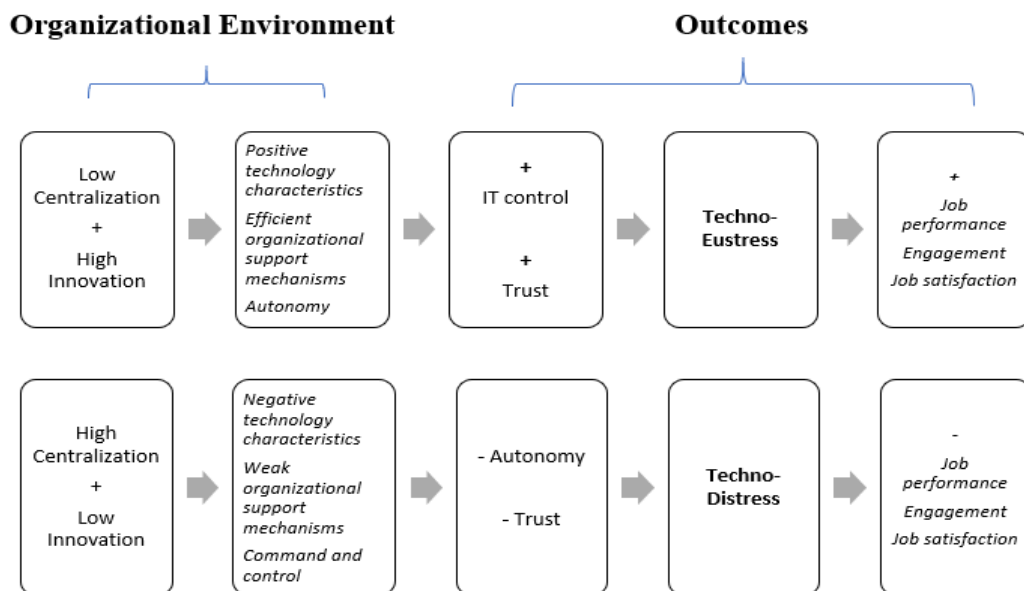 Organizational Environment
Outcomes
Low
Centralization
+
High
Innovation
Positive
technology
characteristics
Efficient
organizational
support
mechanisms
Autonomy
+
IT control
+
Trust
Techno-
Eustress
+
Job
performance
Engagement
Job satisfaction
High
Centralization
+
Low
Innovation
Negative
technology
characteristics
Weak
organizational
support
mechanisms
Command and
control
- Autonomy
- Trust
Techno-
Distress
-
Job
performance
Engagement
Job satisfaction